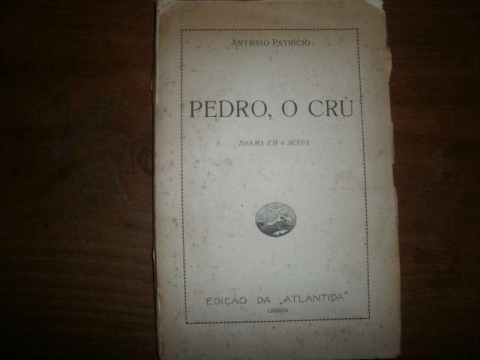 ANTONIO PATRICIO
PEDRO, O CRÚ
DRAMA EM 4 ACTOS
EDIÇÃO DA „ATLANTIDA”
LISBOA